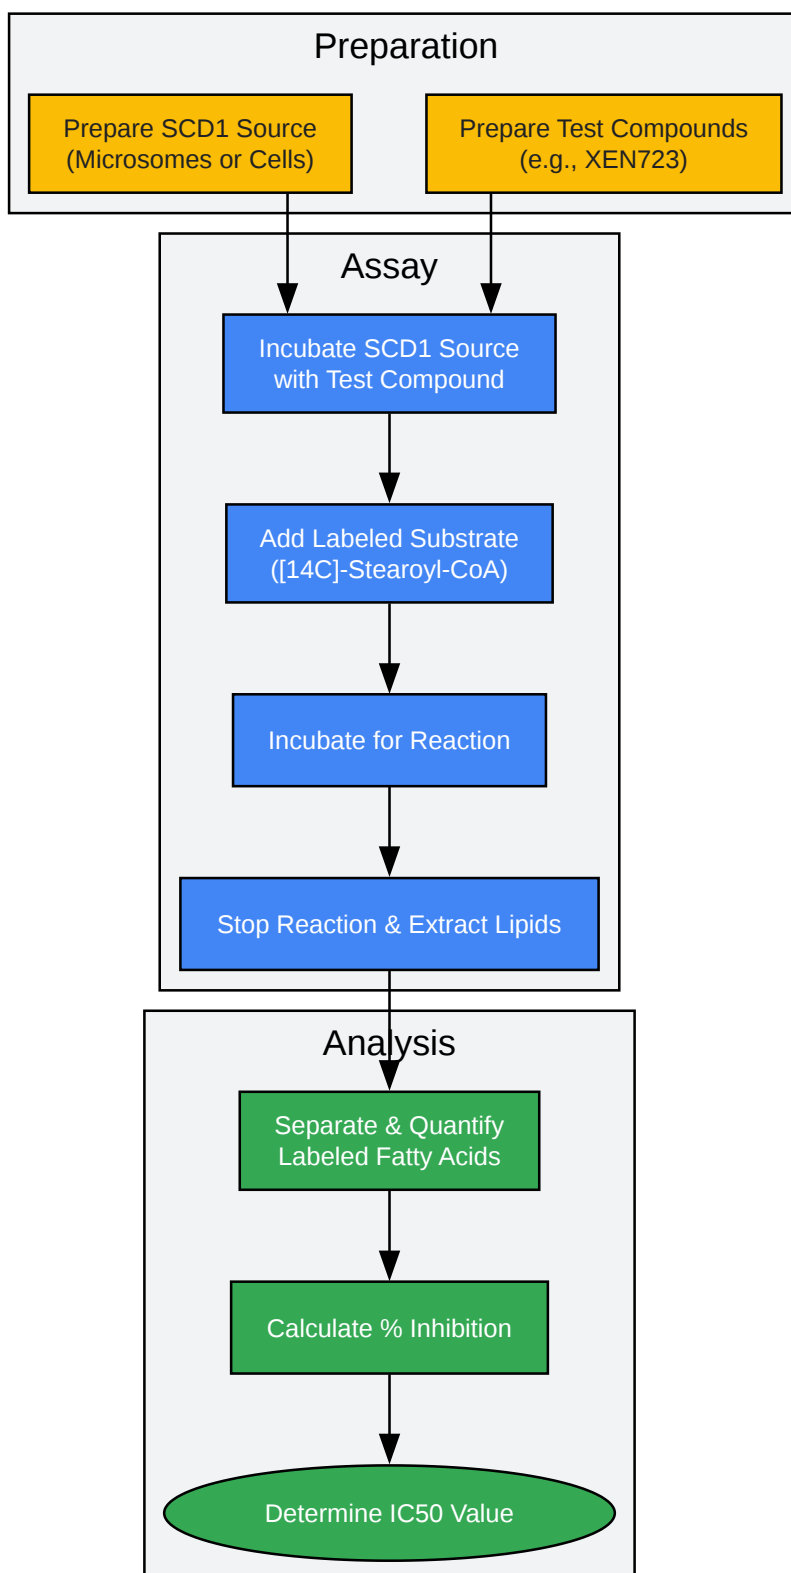 Preparation
Prepare SCD1 Source
(Microsomes or Cells)
Prepare Test Compounds
(e.g., XEN723)
Assay
Incubate SCD1 Source
with Test Compound
Add Labeled Substrate
([14C]-Stearoyl-CoA)
Incubate for Reaction
Stop Reaction & Extract Lipids
Analysis
Separate & Quantify
Labeled Fatty Acids
Calculate % Inhibition
Determine IC50 Value